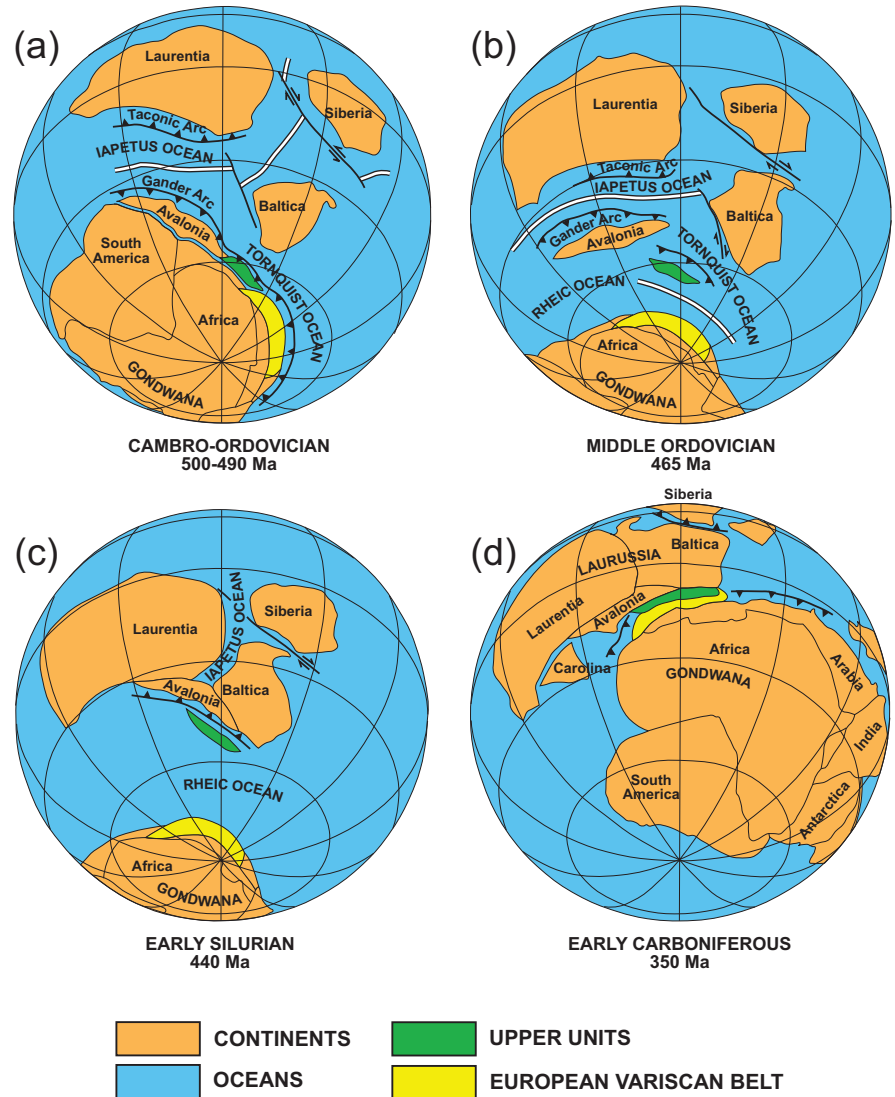 (a)
Laurentia
Siberia
Taconic Arc
IAPETUS OCEAN
Gander Arc
Avalonia
Baltica
South
America
TORNQUIST OCEAN
Africa
GONDWANA
CAMBRO-ORDOVICIAN
500-490 Ma
(b)
Laurentia
Siberia
Taconic Arc
IAPETUS OCEAN
Baltica
Gander Arc
Avalonia
TORNQUIST OCEAN
RHEIC OCEAN
Africa
GONDWANA
MIDDLE ORDOVICIAN
465 Ma
(c)
IAPETUS OCEAN
Siberia
Laurentia
Avalonia
Baltica
RHEIC OCEAN
Africa
GONDWANA
EARLY SILURIAN
440 Ma
(d)
Siberia
Baltica
LAURUSSIA
Laurentia
Avalonia
Carolina
Africa
GONDWANA
Arabia
India
South
America
Antarctica
EARLY CARBONIFEROUS
350 Ma
CONTINENTS
UPPER UNITS
OCEANS
EUROPEAN VARISCAN BELT